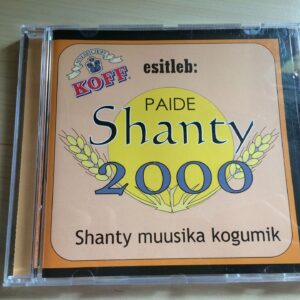 KOFF
esitleb:
PAIDE
Shanty
2000
Shanty muusika kogumik